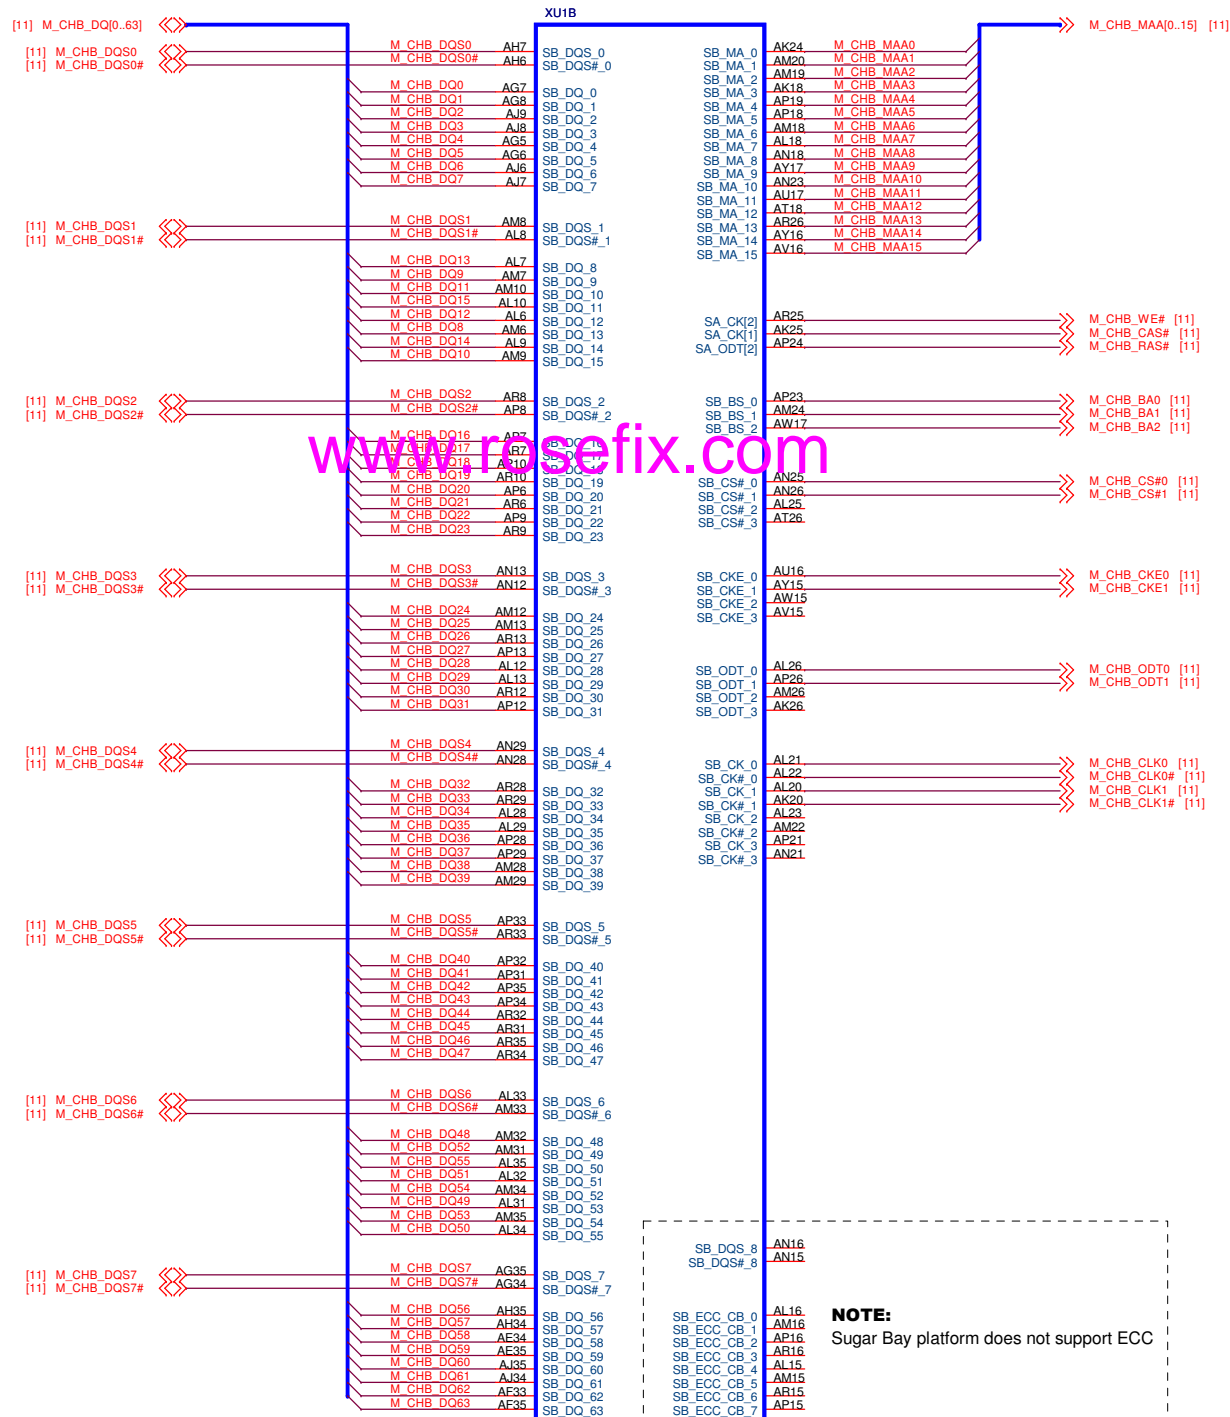 XU1B
[11] M_CHB_DQ[0..63]
M_CHB_MAA[0..15] [11]
[11] M_CHB_DQS0 M_CHB_DQS0 AH7 SB_DQS_0
[11] M_CHB_DQS0# M_CHB_DQS0# AH6 SB_DQS#_0
M_CHB_DQ0 AG7 SB_DQ_0
M_CHB_DQ1 AG8 SB_DQ_1
M_CHB_DQ2 AJ9 SB_DQ_2
M_CHB_DQ3 AJ8 SB_DQ_3
M_CHB_DQ4 AG5 SB_DQ_4
M_CHB_DQ5 AG6 SB_DQ_5
M_CHB_DQ6 AJ6 SB_DQ_6
M_CHB_DQ7 AJ7 SB_DQ_7
[11] M_CHB_DQS1 M_CHB_DQS1 AM8 SB_DQS_1
[11] M_CHB_DQS1# M_CHB_DQS1# AL8 SB_DQS#_1
M_CHB_DQ13 AL7 SB_DQ_8
M_CHB_DQ9 AM7 SB_DQ_9
M_CHB_DQ11 AM10 SB_DQ_10
M_CHB_DQ15 AL10 SB_DQ_11
M_CHB_DQ12 AL6 SB_DQ_12
M_CHB_DQ8 AM6 SB_DQ_13
M_CHB_DQ14 AL9 SB_DQ_14
M_CHB_DQ10 AM9 SB_DQ_15
[11] M_CHB_DQS2 M_CHB_DQS2 AR8 SB_DQS_2
[11] M_CHB_DQS2# M_CHB_DQS2# AP8 SB_DQS#_2
M_CHB_DQ16 AP7 SB_DQ_16
M_CHB_DQ17 AR7 SB_DQ_17
M_CHB_DQ18 AP10 SB_DQ_18
M_CHB_DQ19 AR10 SB_DQ_19
M_CHB_DQ20 AP6 SB_DQ_20
M_CHB_DQ21 AR6 SB_DQ_21
M_CHB_DQ22 AP9 SB_DQ_22
M_CHB_DQ23 AR9 SB_DQ_23
www.rosefix.com
[11] M_CHB_DQS3 M_CHB_DQS3 AN13 SB_DQS_3
[11] M_CHB_DQS3# M_CHB_DQS3# AN12 SB_DQS#_3
M_CHB_DQ24 AM12 SB_DQ_24
M_CHB_DQ25 AM13 SB_DQ_25
M_CHB_DQ26 AR13 SB_DQ_26
M_CHB_DQ27 AP13 SB_DQ_27
M_CHB_DQ28 AL12 SB_DQ_28
M_CHB_DQ29 AL13 SB_DQ_29
M_CHB_DQ30 AR12 SB_DQ_30
M_CHB_DQ31 AP12 SB_DQ_31
[11] M_CHB_DQS4 M_CHB_DQS4 AN29 SB_DQS_4
[11] M_CHB_DQS4# M_CHB_DQS4# AN28 SB_DQS#_4
M_CHB_DQ32 AR28 SB_DQ_32
M_CHB_DQ33 AR29 SB_DQ_33
M_CHB_DQ34 AL28 SB_DQ_34
M_CHB_DQ35 AL29 SB_DQ_35
M_CHB_DQ36 AP28 SB_DQ_36
M_CHB_DQ37 AP29 SB_DQ_37
M_CHB_DQ38 AM28 SB_DQ_38
M_CHB_DQ39 AM29 SB_DQ_39
[11] M_CHB_DQS5 M_CHB_DQS5 AP33 SB_DQS_5
[11] M_CHB_DQS5# M_CHB_DQS5# AR33 SB_DQS#_5
M_CHB_DQ40 AP32 SB_DQ_40
M_CHB_DQ41 AP31 SB_DQ_41
M_CHB_DQ42 AP35 SB_DQ_42
M_CHB_DQ43 AP34 SB_DQ_43
M_CHB_DQ44 AR32 SB_DQ_44
M_CHB_DQ45 AR31 SB_DQ_45
M_CHB_DQ46 AR35 SB_DQ_46
M_CHB_DQ47 AR34 SB_DQ_47
[11] M_CHB_DQS6 M_CHB_DQS6 AL33 SB_DQS_6
[11] M_CHB_DQS6# M_CHB_DQS6# AM33 SB_DQS#_6
M_CHB_DQ48 AM32 SB_DQ_48
M_CHB_DQ52 AM31 SB_DQ_49
M_CHB_DQ55 AL35 SB_DQ_50
M_CHB_DQ51 AL32 SB_DQ_51
M_CHB_DQ54 AM34 SB_DQ_52
M_CHB_DQ49 AL31 SB_DQ_53
M_CHB_DQ53 AM35 SB_DQ_54
M_CHB_DQ50 AL34 SB_DQ_55
[11] M_CHB_DQS7 M_CHB_DQS7 AG35 SB_DQS_7
[11] M_CHB_DQS7# M_CHB_DQS7# AG34 SB_DQS#_7
M_CHB_DQ56 AH35 SB_DQ_56
M_CHB_DQ57 AH34 SB_DQ_57
M_CHB_DQ58 AE34 SB_DQ_58
M_CHB_DQ59 AE35 SB_DQ_59
M_CHB_DQ60 AJ35 SB_DQ_60
M_CHB_DQ61 AJ34 SB_DQ_61
M_CHB_DQ62 AF33 SB_DQ_62
M_CHB_DQ63 AF35 SB_DQ_63
SB_MA_0 AK24 M_CHB_MAA0
SB_MA_1 AM20 M_CHB_MAA1
SB_MA_2 AM19 M_CHB_MAA2
SB_MA_3 AK18 M_CHB_MAA3
SB_MA_4 AP19 M_CHB_MAA4
SB_MA_5 AP18 M_CHB_MAA5
SB_MA_6 AM18 M_CHB_MAA6
SB_MA_7 AL18 M_CHB_MAA7
SB_MA_8 AN18 M_CHB_MAA8
SB_MA_9 AY17 M_CHB_MAA9
SB_MA_10 AN23 M_CHB_MAA10
SB_MA_11 AU17 M_CHB_MAA11
SB_MA_12 AT18 M_CHB_MAA12
SB_MA_13 AR26 M_CHB_MAA13
SB_MA_14 AY16 M_CHB_MAA14
SB_MA_15 AV16 M_CHB_MAA15
SA_CK[2] AR25 M_CHB_WE# [11]
SA_CK[1] AK25 M_CHB_CAS# [11]
SA_ODT[2] AP24 M_CHB_RAS# [11]
SB_BS_0 AP23 M_CHB_BA0 [11]
SB_BS_1 AM24 M_CHB_BA1 [11]
SB_BS_2 AW17 M_CHB_BA2 [11]
SB_CS#_0 AN25 M_CHB_CS#0 [11]
SB_CS#_1 AN26 M_CHB_CS#1 [11]
SB_CS#_2 AL25
SB_CS#_3 AT26
SB_CKE_0 AU16 M_CHB_CKE0 [11]
SB_CKE_1 AY15 M_CHB_CKE1 [11]
SB_CKE_2 AW15
SB_CKE_3 AV15
SB_ODT_0 AL26 M_CHB_ODT0 [11]
SB_ODT_1 AP26 M_CHB_ODT1 [11]
SB_ODT_2 AM26
SB_ODT_3 AK26
SB_CK_0 AL21 M_CHB_CLK0 [11]
SB_CK#_0 AL22 M_CHB_CLK0# [11]
SB_CK_1 AL20 M_CHB_CLK1 [11]
SB_CK#_1 AK20 M_CHB_CLK1# [11]
SB_CK_2 AL23
SB_CK#_2 AM22
SB_CK_3 AP21
SB_CK#_3 AN21
SB_DQS_8 AN16
SB_DQS#_8 AN15
SB_ECC_CB_0 AL16
SB_ECC_CB_1 AM16
SB_ECC_CB_2 AP16
SB_ECC_CB_3 AR16
SB_ECC_CB_4 AL15
SB_ECC_CB_5 AM15
SB_ECC_CB_6 AR15
SB_ECC_CB_7 AP15
NOTE:
Sugar Bay platform does not support ECC